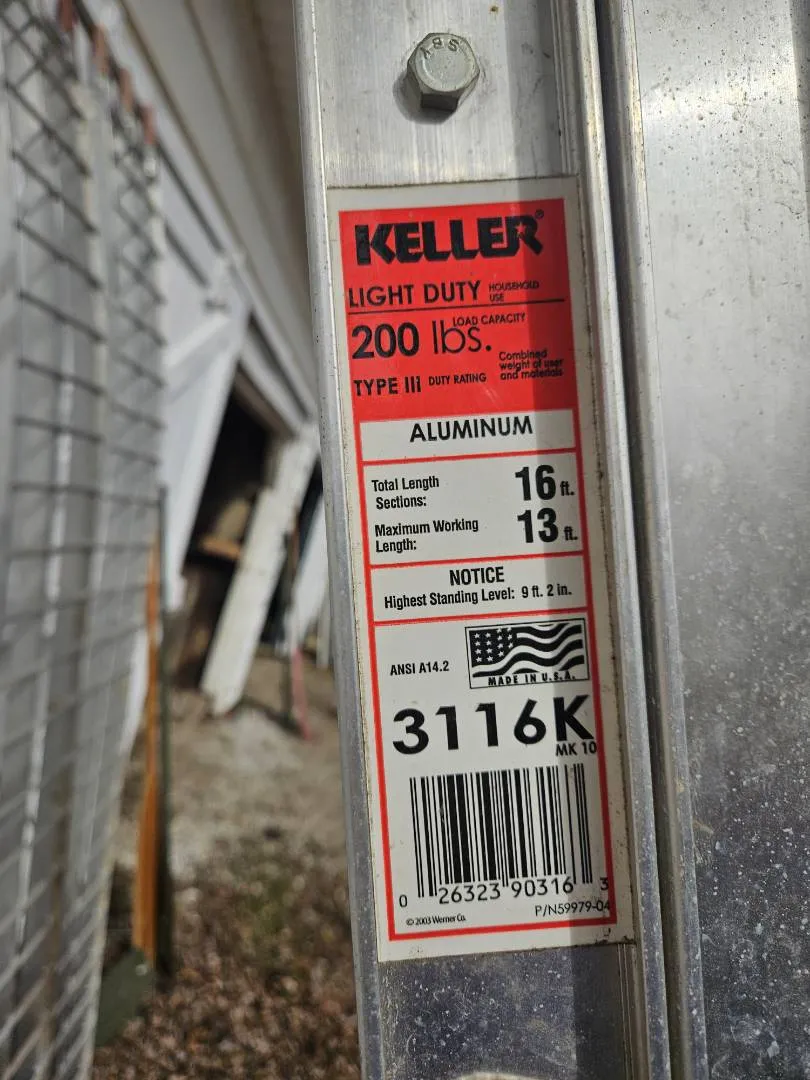 SBY
KELLER®
LIGHT DUTY HOUSEHOLD USE
200 lbs. LOAD CAPACITY
Combined weight of user and materials
TYPE III DUTY RATING
ALUMINUM
Total Length Sections: 16 ft.
Maximum Working Length: 13 ft.
NOTICE
Highest Standing Level: 9 ft. 2 in.
ANSI A14.2
MADE IN U.S.A.
3116K
MK 10
0 26323 90316 3
© 2003 Werner Co.
P/N59979-04